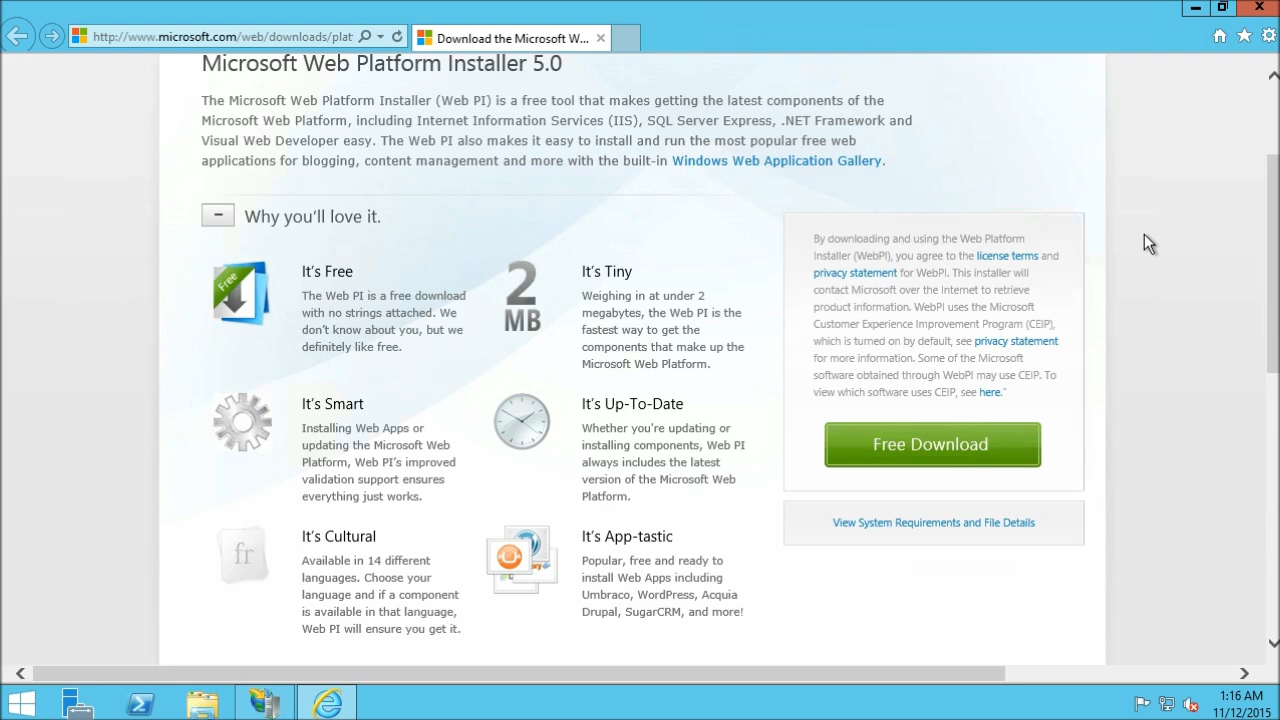 http://www.microsoft.com/web/downloads/plat
Download the Microsoft W...
Microsoft Web Platform Installer 5.0
The Microsoft Web Platform Installer (Web PI) is a free tool that makes getting the latest components of the
Microsoft Web Platform, including Internet Information Services (IIS), SQL Server Express, .NET Framework and
Visual Web Developer easy. The Web PI also makes it easy to install and run the most popular free web
applications for blogging, content management and more with the built-in Windows Web Application Gallery.
Why you'll love it.
Free
It's Free
The Web PI is a free download
with no strings attached. We
don't know about you, but we
definitely like free.
2
MB
It's Tiny
Weighing in at under 2
megabytes, the Web PI is the
fastest way to get the
components that make up the
Microsoft Web Platform.
It's Smart
Installing Web Apps or
updating the Microsoft Web
Platform, Web PI's improved
validation support ensures
everything just works.
It's Up-To-Date
Whether you're updating or
installing components, Web PI
always includes the latest
version of the Microsoft Web
Platform.
fr
It's Cultural
Available in 14 different
languages. Choose your
language and if a component
is available in that language,
Web PI will ensure you get it.
It's App-tastic
Popular, free and ready to
install Web Apps including
Umbraco, WordPress, Acquia
Drupal, SugarCRM, and more!
By downloading and using the Web Platform
Installer (WebPI), you agree to the license terms and
privacy statement for WebPI. This installer will
contact Microsoft over the Internet to retrieve
product information. WebPI uses the Microsoft
Customer Experience Improvement Program (CEIP),
which is turned on by default, see privacy statement
for more information. Some of the Microsoft
software obtained through WebPI may use CEIP. To
view which software uses CEIP, see here."
Free Download
View System Requirements and File Details
1:16 AM
11/12/2015